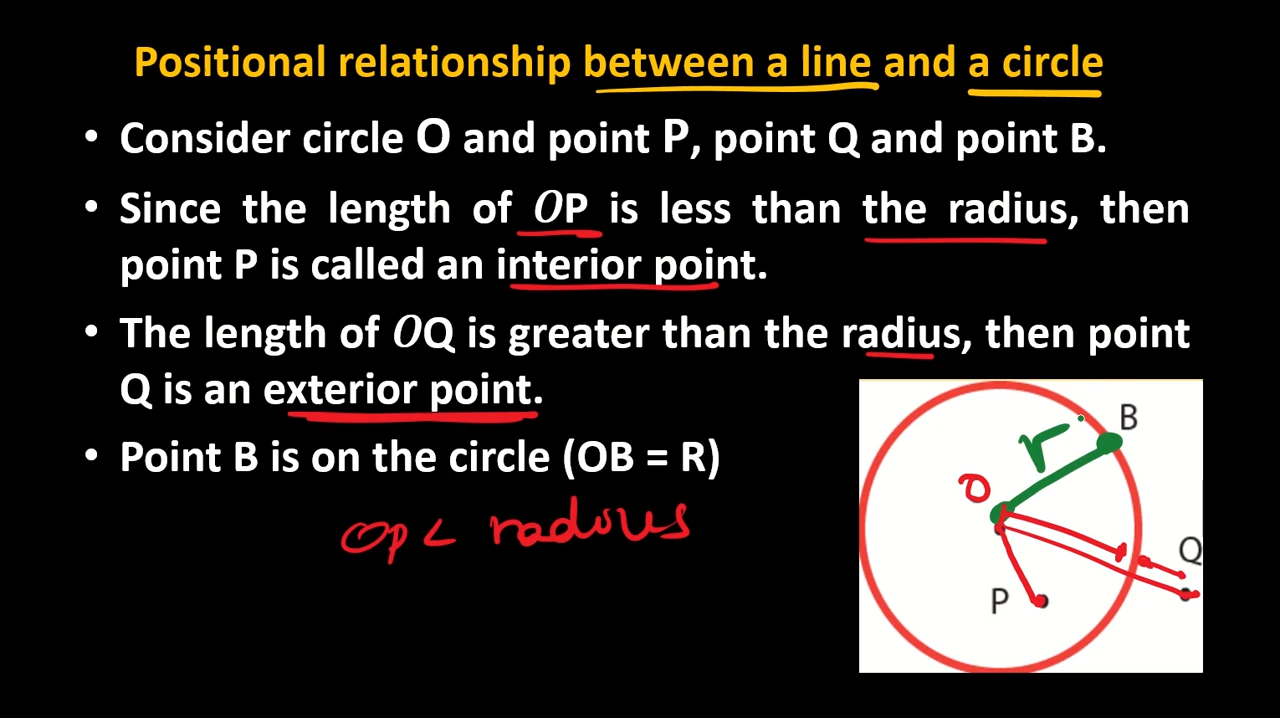 Positional relationship between a line and a circle
• Consider circle O and point P, point Q and point B.
• Since the length of OP is less than the radius, then
point P is called an interior point.
• The length of OQ is greater than the radius, then point
Q is an exterior point.
• Point B is on the circle (OB = R)
Op < radius
B
r
O
Q
P